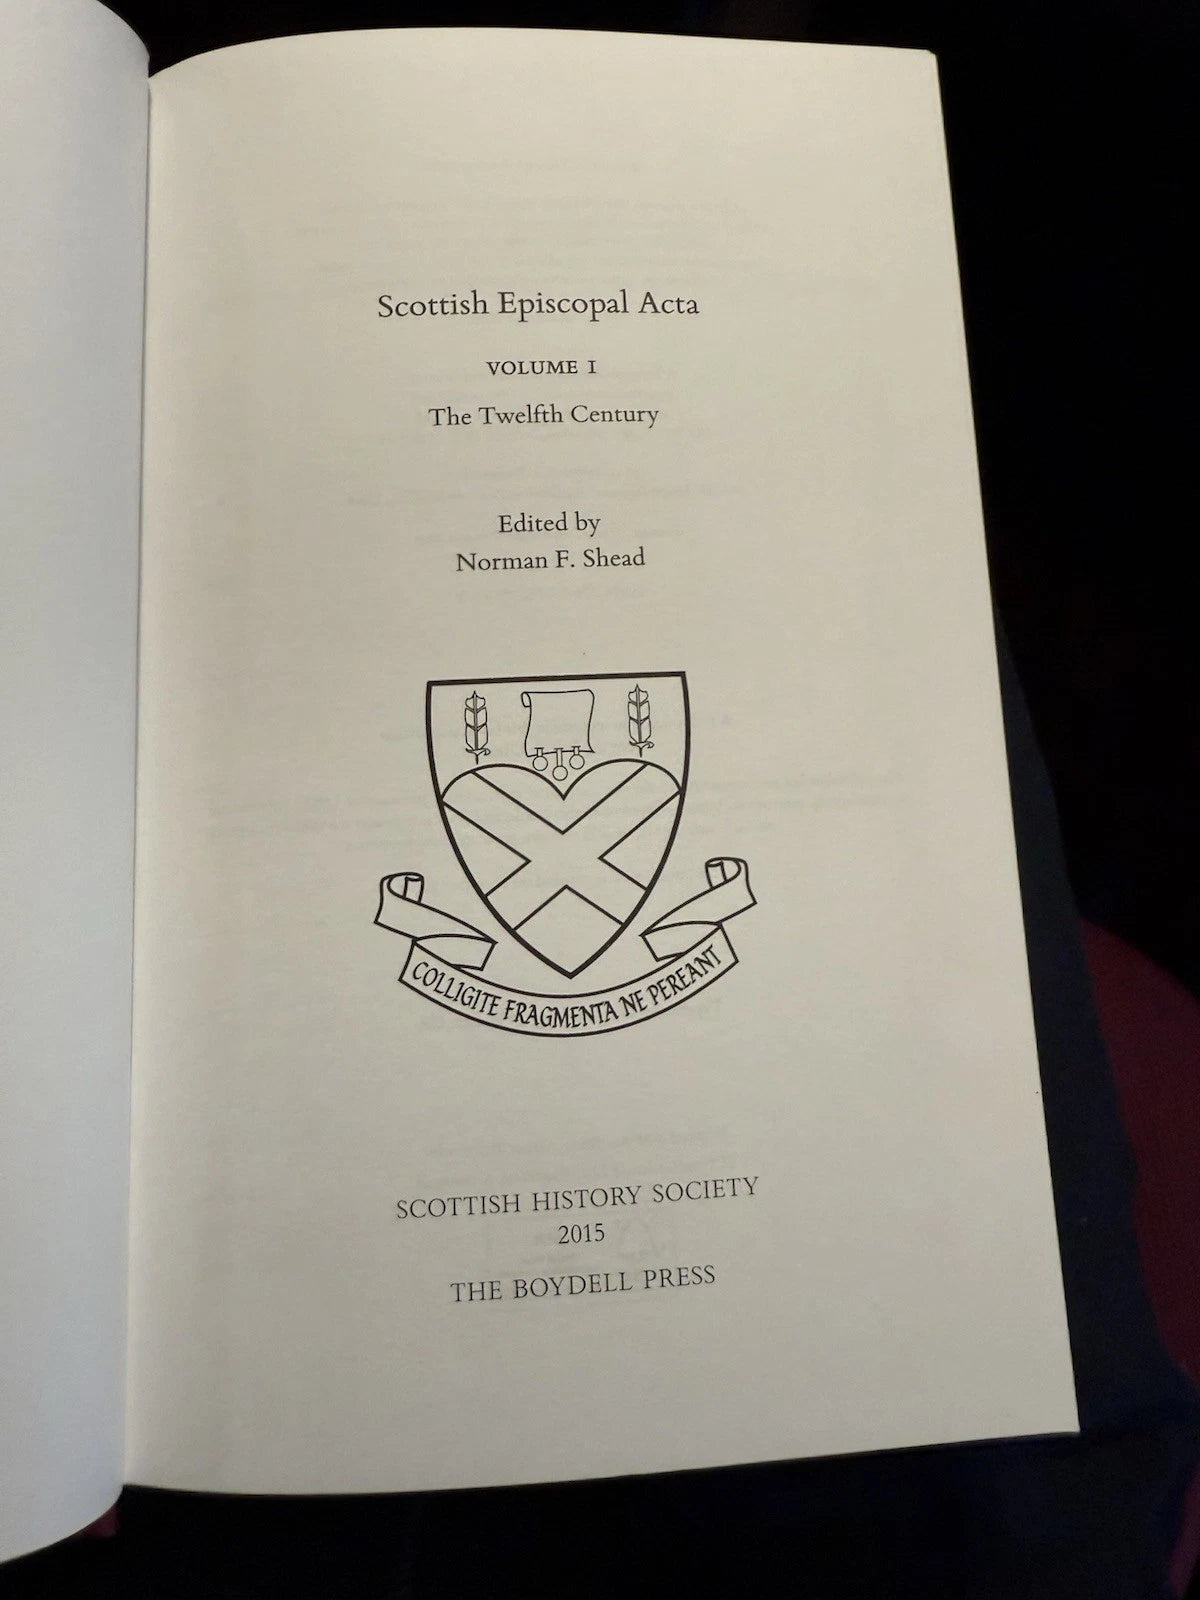 Scottish Episcopal Acta
VOLUME I
The Twelfth Century
Edited by
Norman F. Shead
COLLIGITE FRAGMENTA NE PEREANT
SCOTTISH HISTORY SOCIETY
2015
THE BOYDELL PRESS